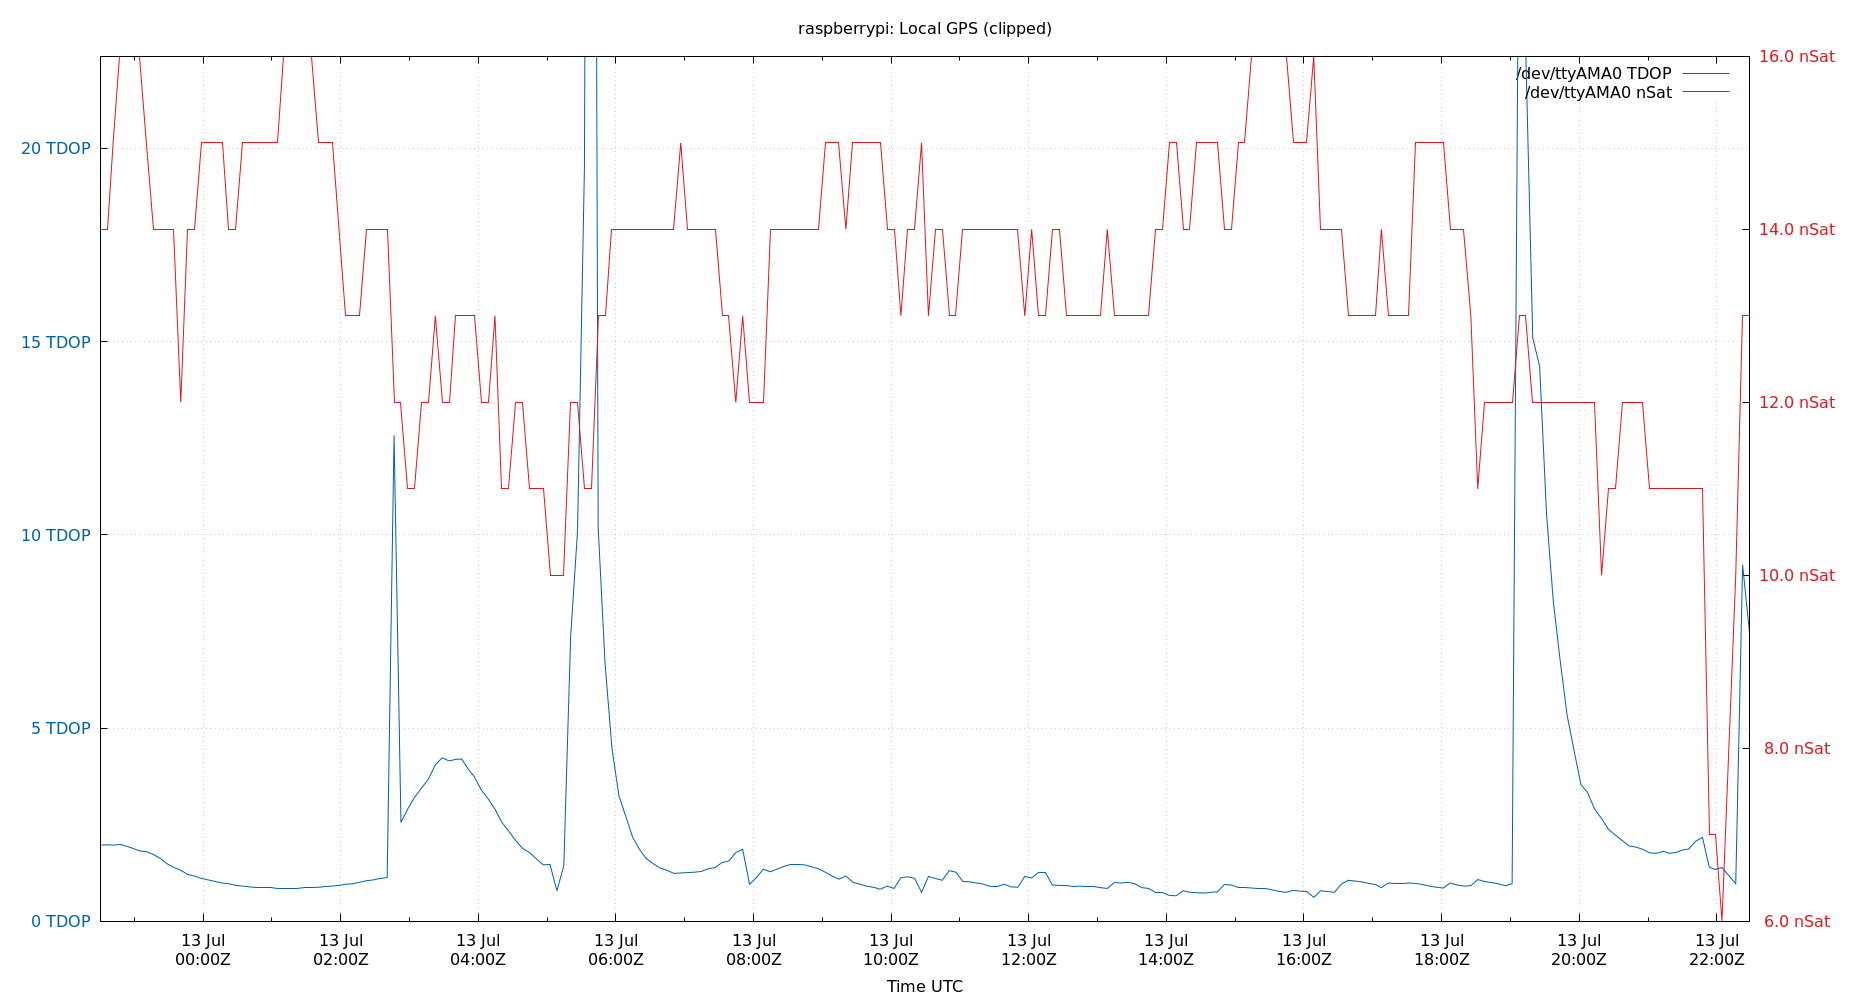 raspberrypi: Local GPS (clipped)
16.0 nSat
/dev/ttyAMA0 TDOP
/dev/ttyAMA0 nSat
20 TDOP
14.0 nSat
15 TDOP
12.0 nSat
10 TDOP
10.0 nSat
5 TDOP
8.0 nSat
0 TDOP
6.0 nSat
13 Jul 13 Jul 13 Jul 13 Jul 13 Jul 13 Jul 13 Jul 13 Jul 13 Jul 13 Jul 13 Jul 13 Jul
00:00Z 02:00Z 04:00Z 06:00Z 08:00Z 10:00Z 12:00Z 14:00Z 16:00Z 18:00Z 20:00Z 22:00Z
Time UTC